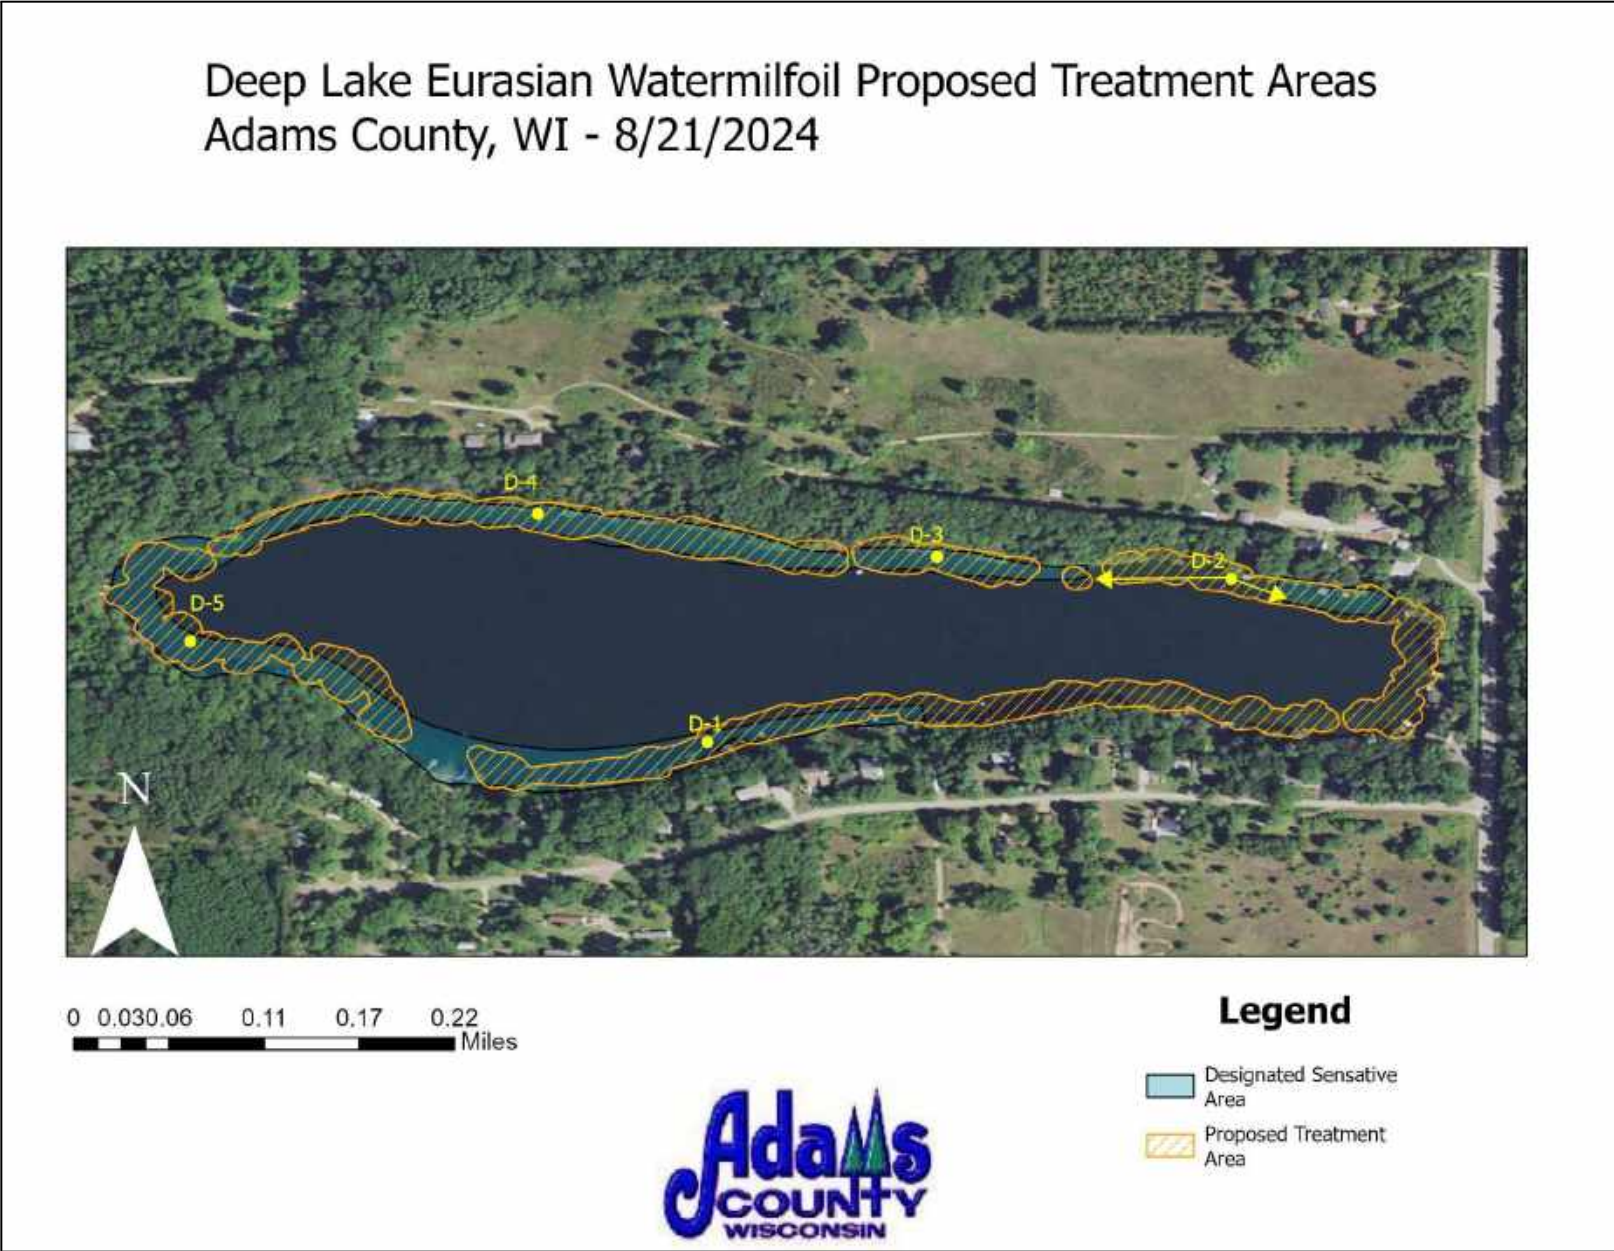 Deep Lake Eurasian Watermilfoil Proposed Treatment Areas
Adams County, WI - 8/21/2024
D-4
D-3
D-2
D-5
D-1
N
0 0.030.06 0.11 0.17 0.22
Miles
Legend
Designated Sensative
Area
Proposed Treatment
Area
Adams
COUNTY
WISCONSIN